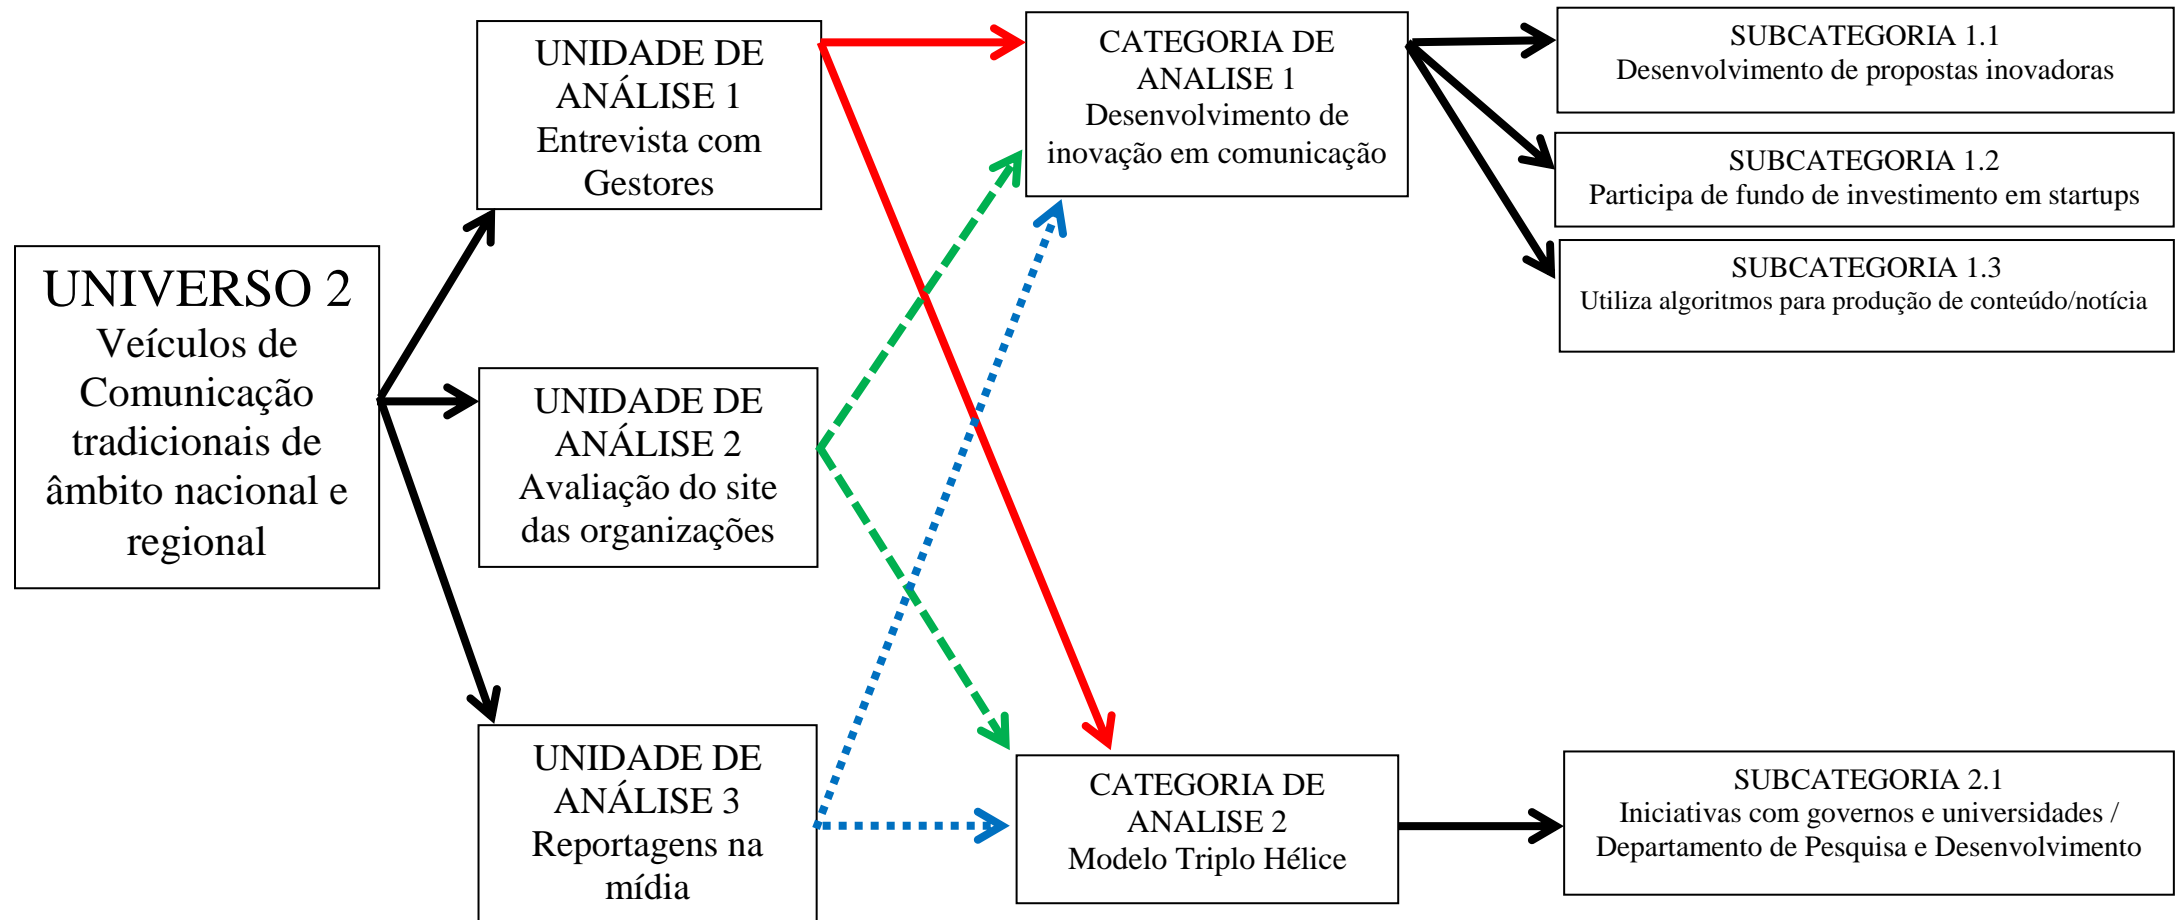 UNIVERSO 2
Veículos de
Comunicação
tradicionais de
âmbito nacional e
regional
UNIDADE DE
ANÁLISE 1
Entrevista com
Gestores
UNIDADE DE
ANÁLISE 2
Avaliação do site
das organizações
UNIDADE DE
ANÁLISE 3
Reportagens na
mídia
CATEGORIA DE
ANALISE 1
Desenvolvimento de
inovação em comunicação
CATEGORIA DE
ANALISE 2
Modelo Triplo Hélice
SUBCATEGORIA 1.1
Desenvolvimento de propostas inovadoras
SUBCATEGORIA 1.2
Participa de fundo de investimento em startups
SUBCATEGORIA 1.3
Utiliza algoritmos para produção de conteúdo/notícia
SUBCATEGORIA 2.1
Iniciativas com governos e universidades /
Departamento de Pesquisa e Desenvolvimento